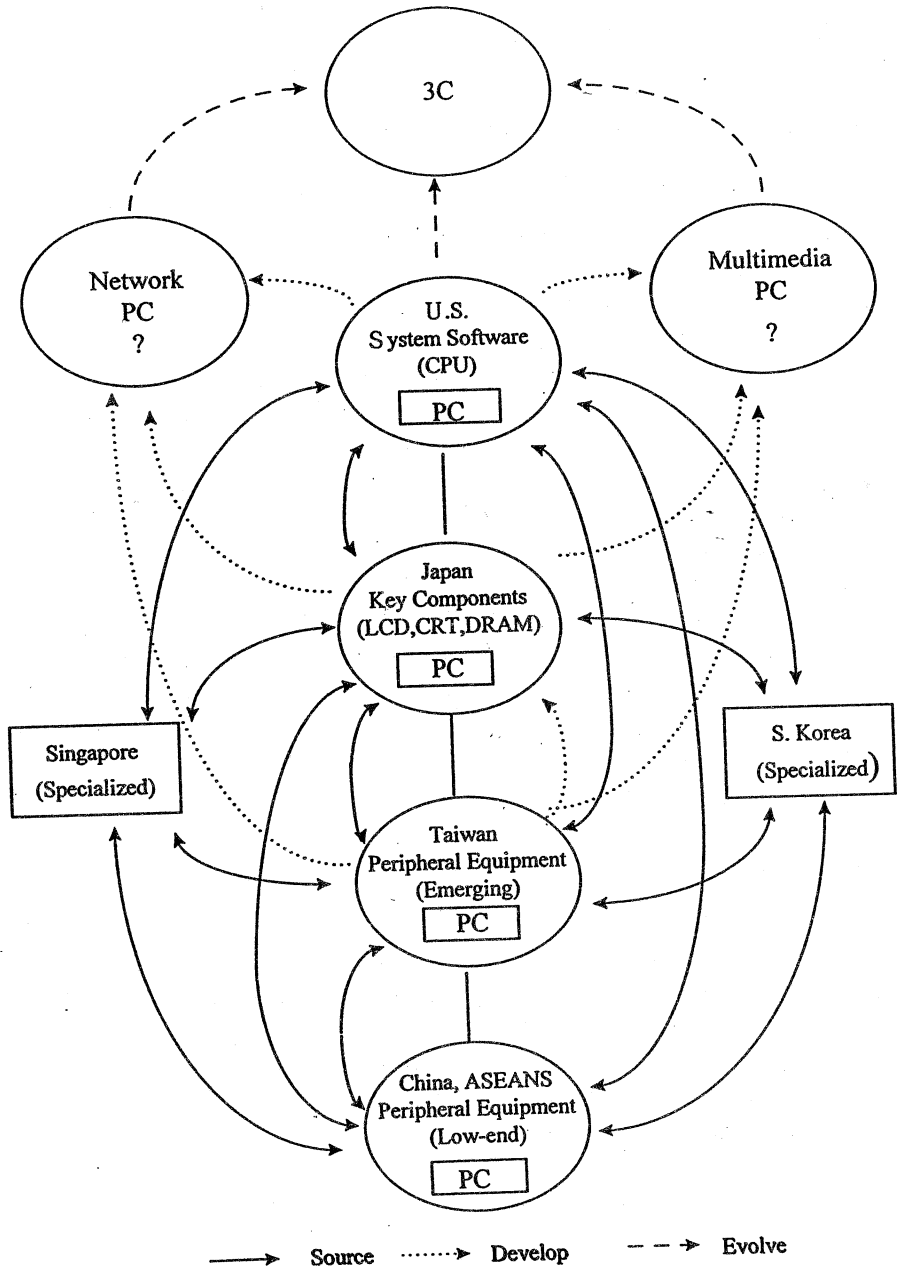 3C
Network
PC
?
Multimedia
PC
?
U.S.
System Software
(CPU)
PC
Japan
Key Components
(LCD,CRT,DRAM)
PC
Singapore
(Specialized)
S. Korea
(Specialized)
Taiwan
Peripheral Equipment
(Emerging)
PC
China, ASEANS
Peripheral Equipment
(Low-end)
PC
Source
Develop
Evolve